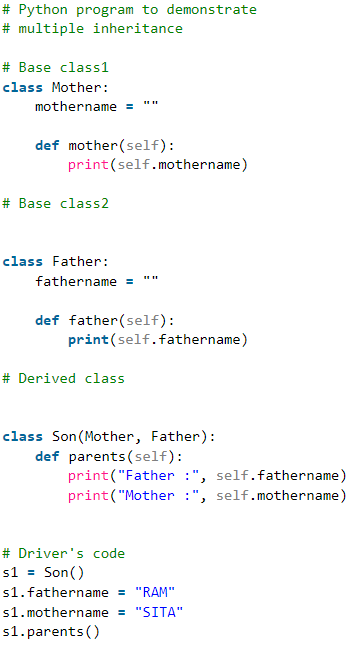 # Python program to demonstrate
# multiple inheritance
# Base class1
class Mother:
    mothername = ""
    def mother(self):
        print(self.mothername)
# Base class2
class Father:
    fathername = ""
    def father(self):
        print(self.fathername)
# Derived class
class Son(Mother, Father):
    def parents(self):
        print("Father :", self.fathername)
        print("Mother :", self.mothername)
# Driver's code
s1 = Son()
s1.fathername = "RAM"
s1.mothername = "SITA"
s1.parents()